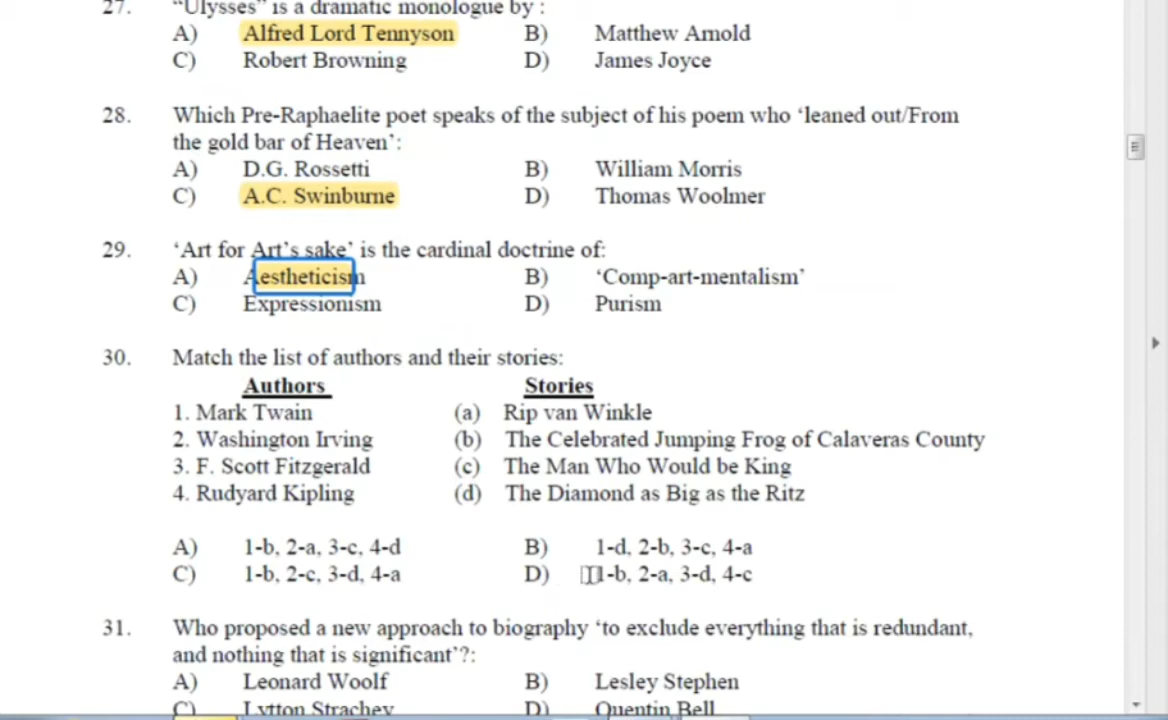 27. "Ulysses" is a dramatic monologue by :
A) Alfred Lord Tennyson B) Matthew Arnold
C) Robert Browning D) James Joyce
28. Which Pre-Raphaelite poet speaks of the subject of his poem who ‘leaned out/From
the gold bar of Heaven’:
A) D.G. Rossetti B) William Morris
C) A.C. Swinburne D) Thomas Woolmer
29. ‘Art for Art’s sake’ is the cardinal doctrine of:
A) Aestheticism B) ‘Comp-art-mentalism’
C) Expressionism D) Purism
30. Match the list of authors and their stories:
Authors Stories
1. Mark Twain (a) Rip van Winkle
2. Washington Irving (b) The Celebrated Jumping Frog of Calaveras County
3. F. Scott Fitzgerald (c) The Man Who Would be King
4. Rudyard Kipling (d) The Diamond as Big as the Ritz
A) 1-b, 2-a, 3-c, 4-d B) 1-d, 2-b, 3-c, 4-a
C) 1-b, 2-c, 3-d, 4-a D) 1-b, 2-a, 3-d, 4-c
31. Who proposed a new approach to biography ‘to exclude everything that is redundant,
and nothing that is significant’?:
A) Leonard Woolf B) Lesley Stephen
C) Lytton Strachey D) Quentin Bell